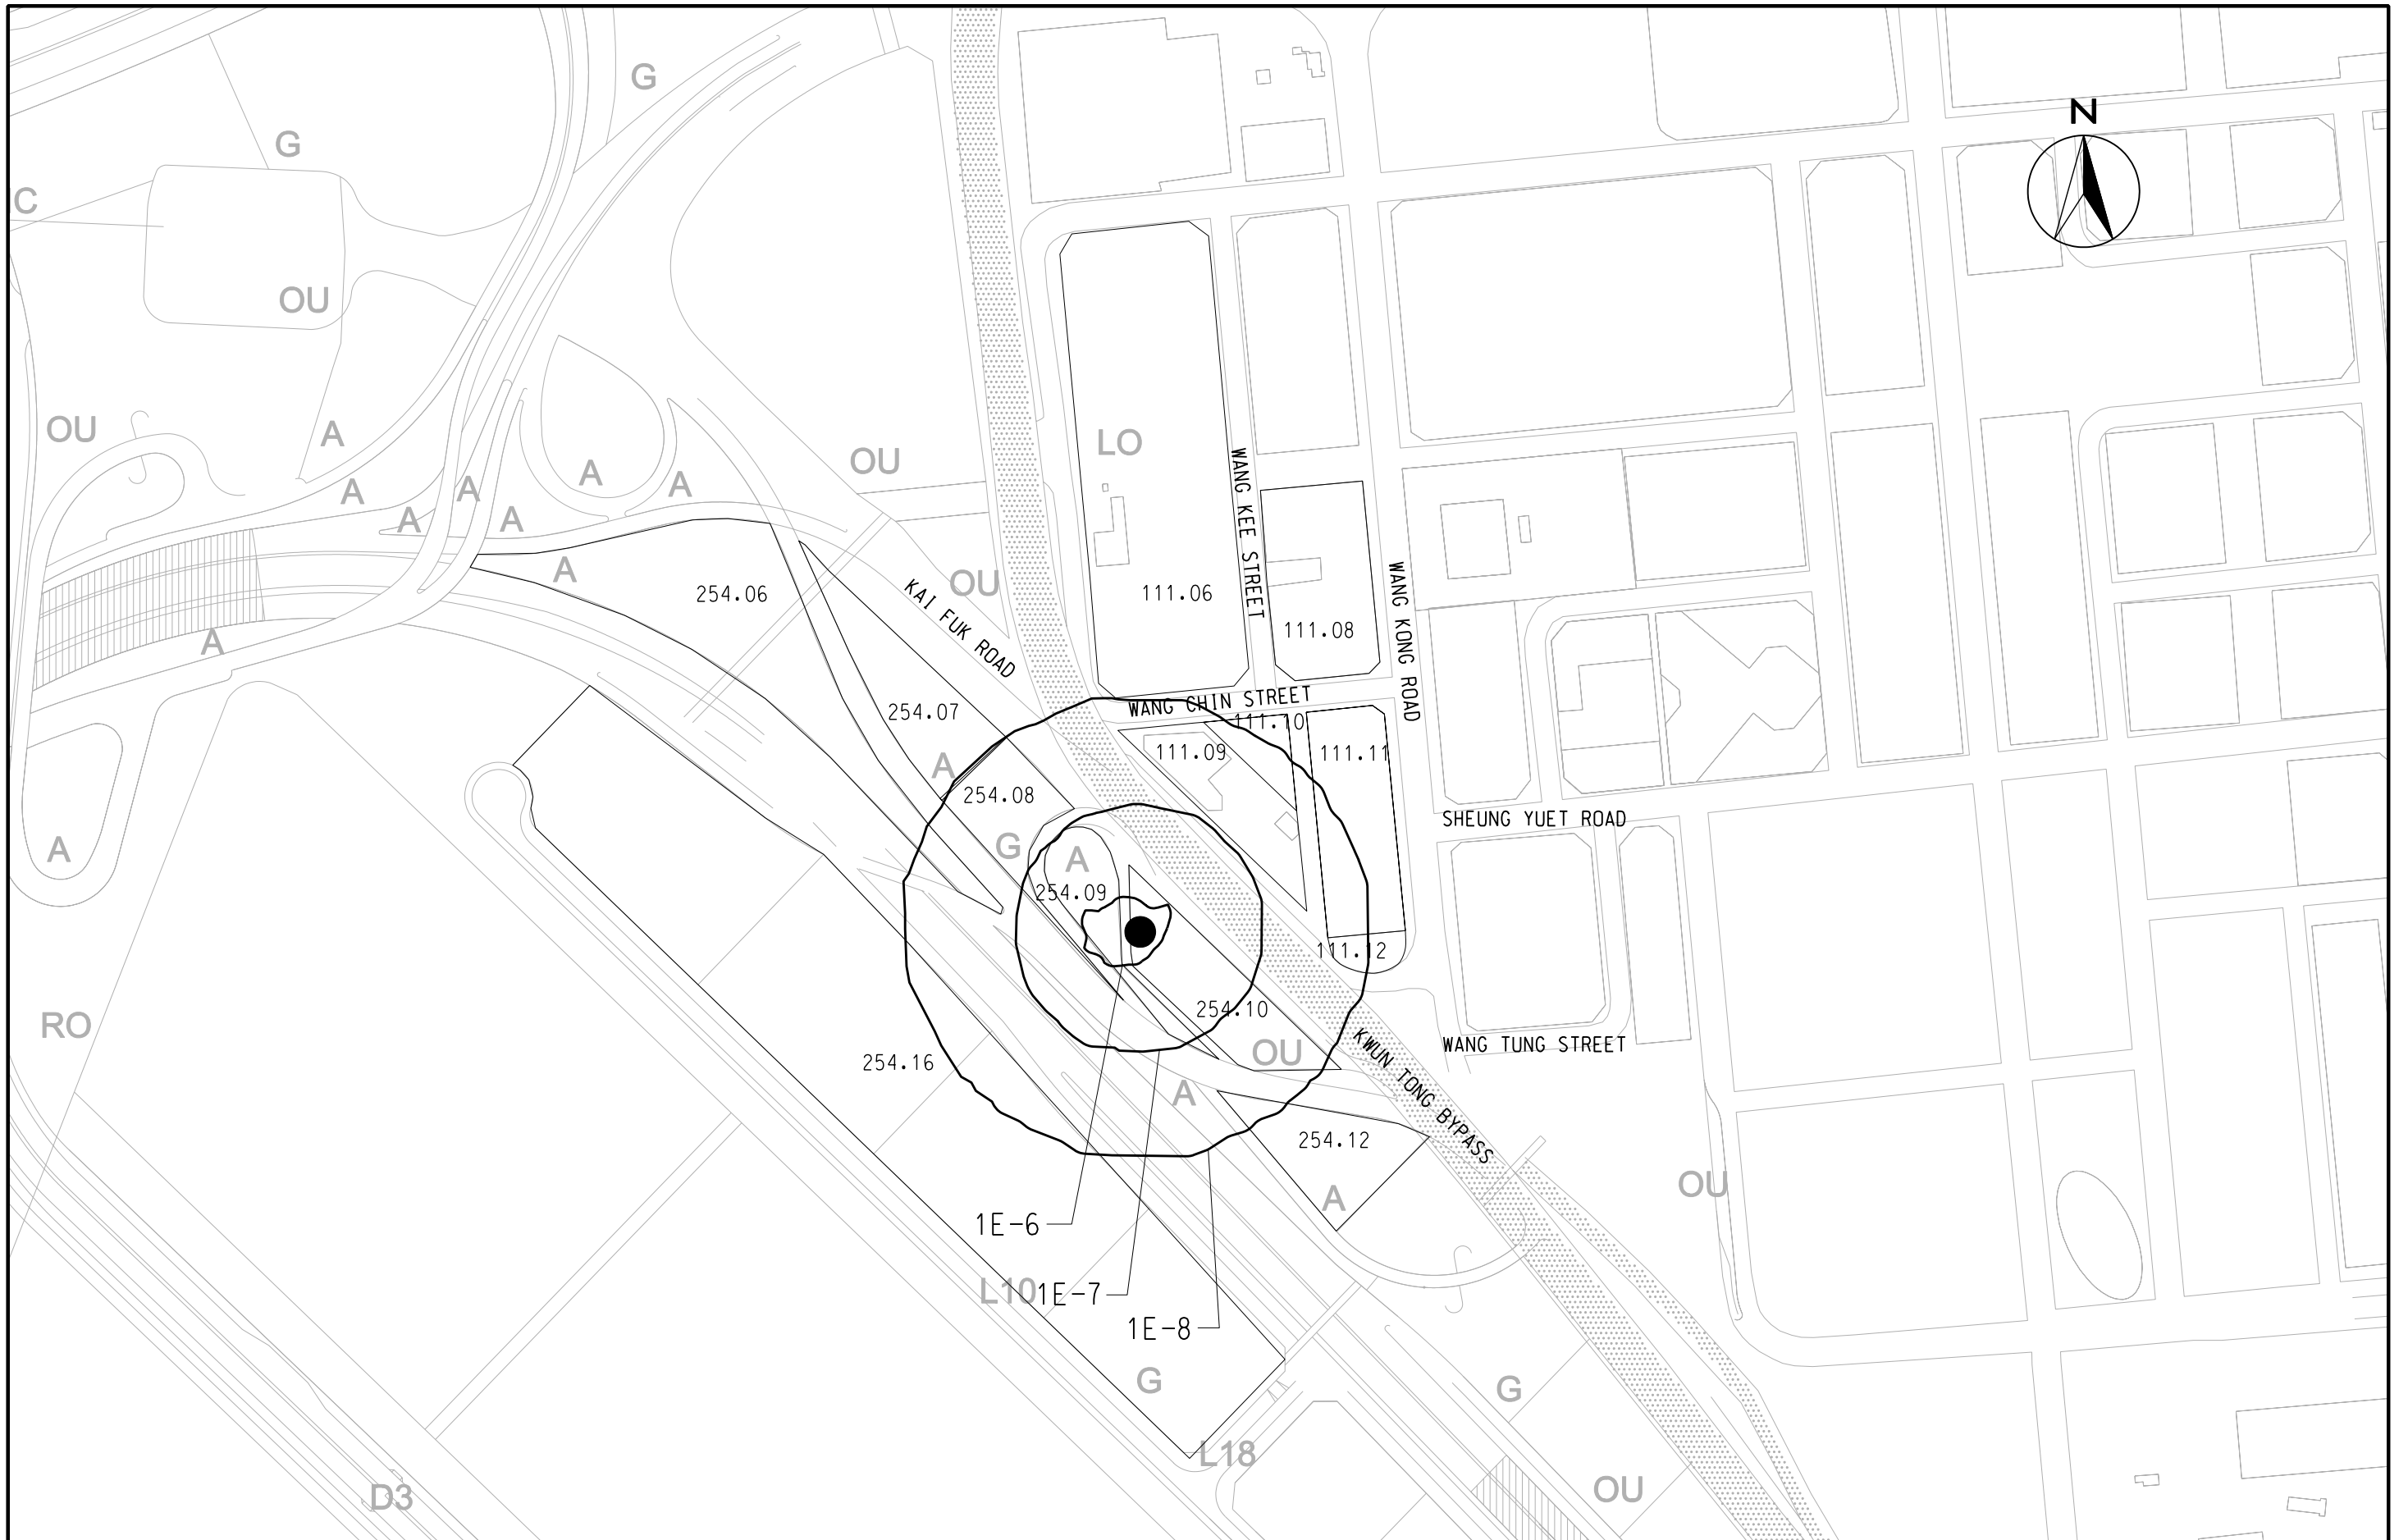 G
N
G
C
OU
OU
A
LO
OU
A
A
A
A
A
A
WANG KEE STREET
A
254.06
KAI FUK ROAD
OU
111.06
WANG KONG ROAD
111.08
A
254.07
WANG CHIN STREET
111.10
111.09
111.11
A
254.08
SHEUNG YUET ROAD
A
G
A
254.09
111.12
RO
254.10
254.16
OU
KWUN TONG BYPASS
WANG TUNG STREET
A
254.12
OU
A
1E-6
L10
1E-7
1E-8
G
G
L18
OU
D3